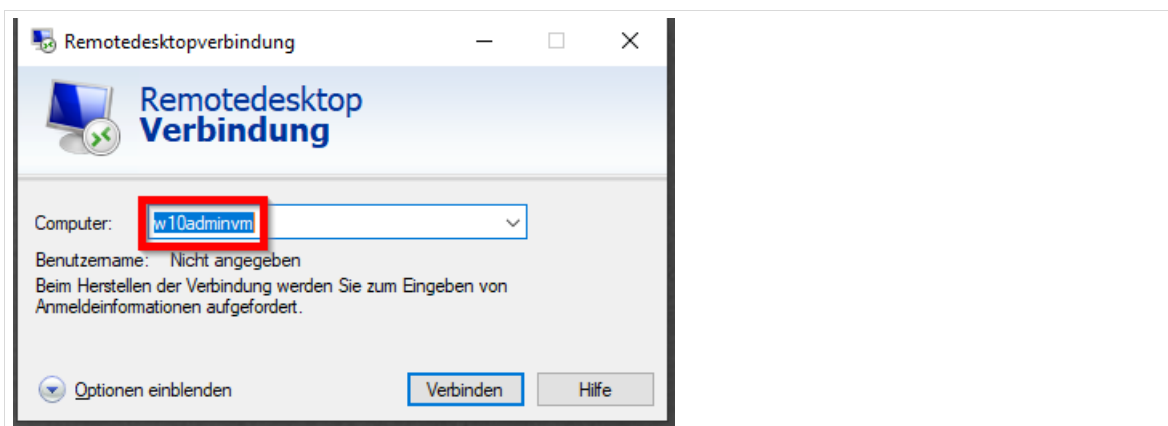 Remotedesktopverbindung
Remotedesktop
Verbindung
Computer: w10adminvm
Benutzername: Nicht angegeben
Beim Herstellen der Verbindung werden Sie zum Eingeben von
Anmeldeinformationen aufgefordert.
Optionen einblenden Verbinden Hilfe